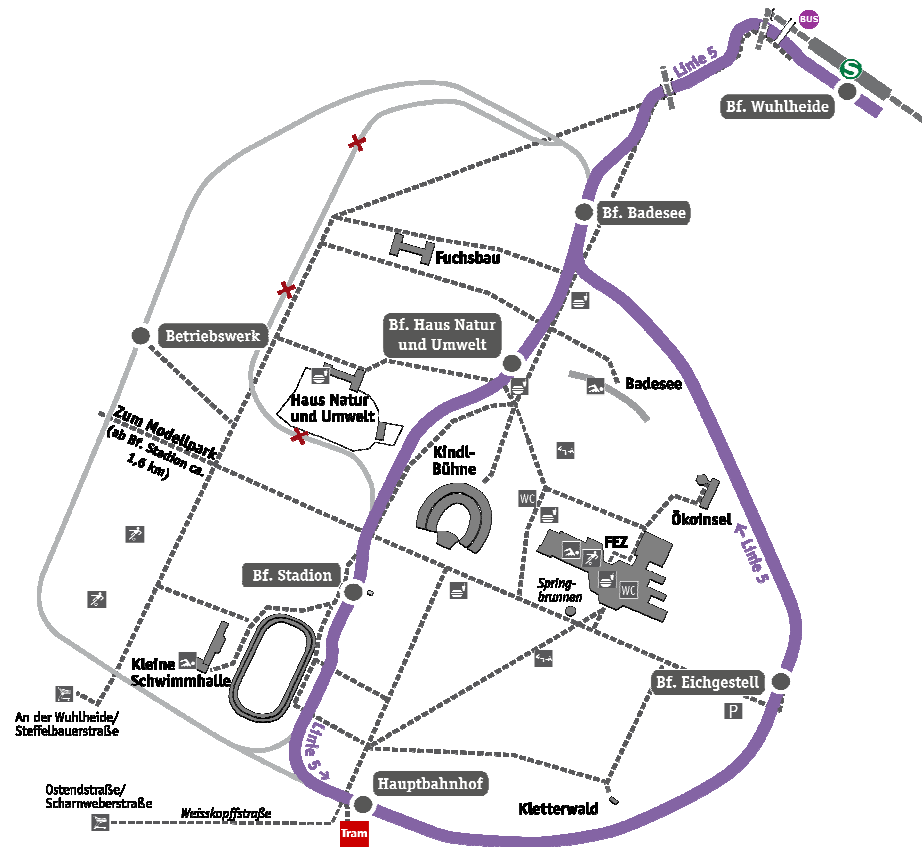 BUS
Linie 5
S
Bf. Wuhlheide
Bf. Badesee
Fuchsbau
Betriebswerk
Bf. Haus Natur
und Umwelt
Badesee
Haus Natur
und Umwelt
Zum Modellpark
(ab Bf. Stadion ca.
1,6 km)
Kindl-
Bühne
WC
Ökoinsel
FEZ
Linie 5
Bf. Stadion
Spring-
brunnen
WC
Kleine
Schwimmhalle
Bf. Eichgestell
P
An der Wuhlheide/
Steffelbauerstraße
Linie 5
Hauptbahnhof
Ostendstraße/
Scharnweberstraße
Weisskopffstraße
Kletterwald
Tram